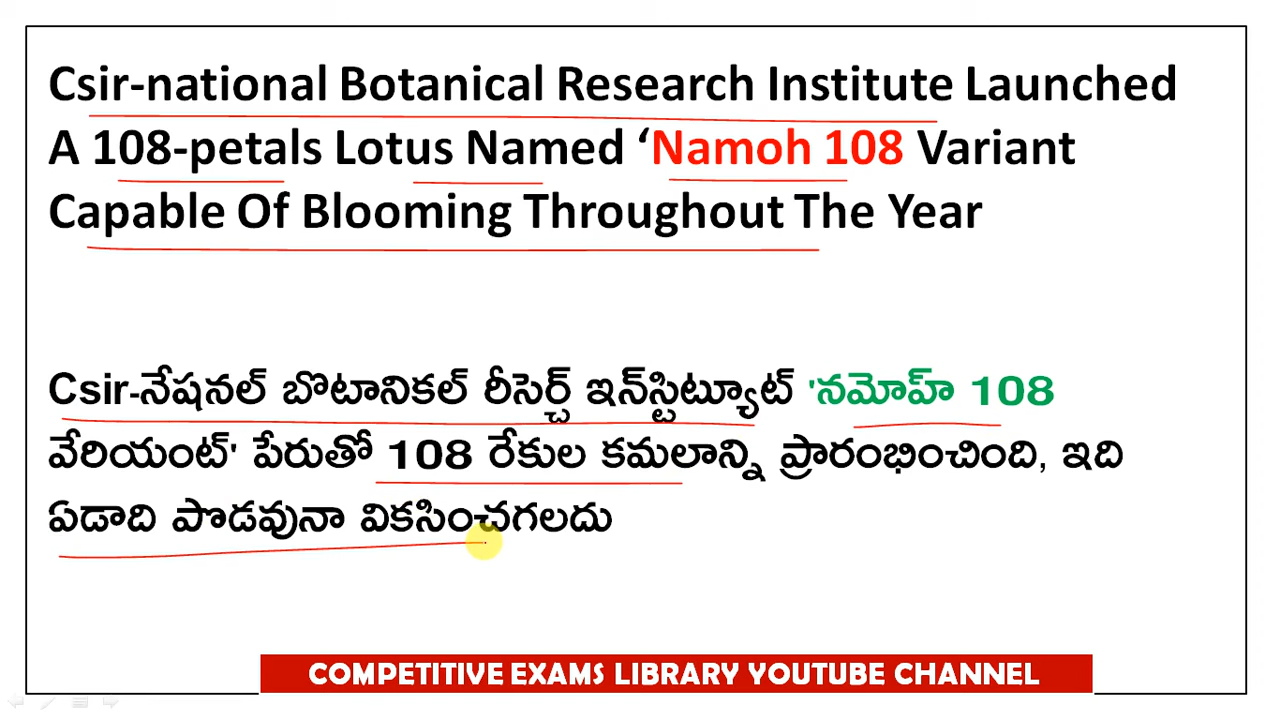 Csir-national Botanical Research Institute Launched
A 108-petals Lotus Named ‘Namoh 108 Variant
Capable Of Blooming Throughout The Year
Csir-నేషనల్ బొటానికల్ రీసెర్చ్ ఇన్‌స్టిట్యూట్ 'నమోహ్ 108
వేరియంట్' పేరుతో 108 రేకుల కమలాన్ని ప్రారంభించింది, ఇది
ఏడాది పొడవునా వికసించగలదు
COMPETITIVE EXAMS LIBRARY YOUTUBE CHANNEL